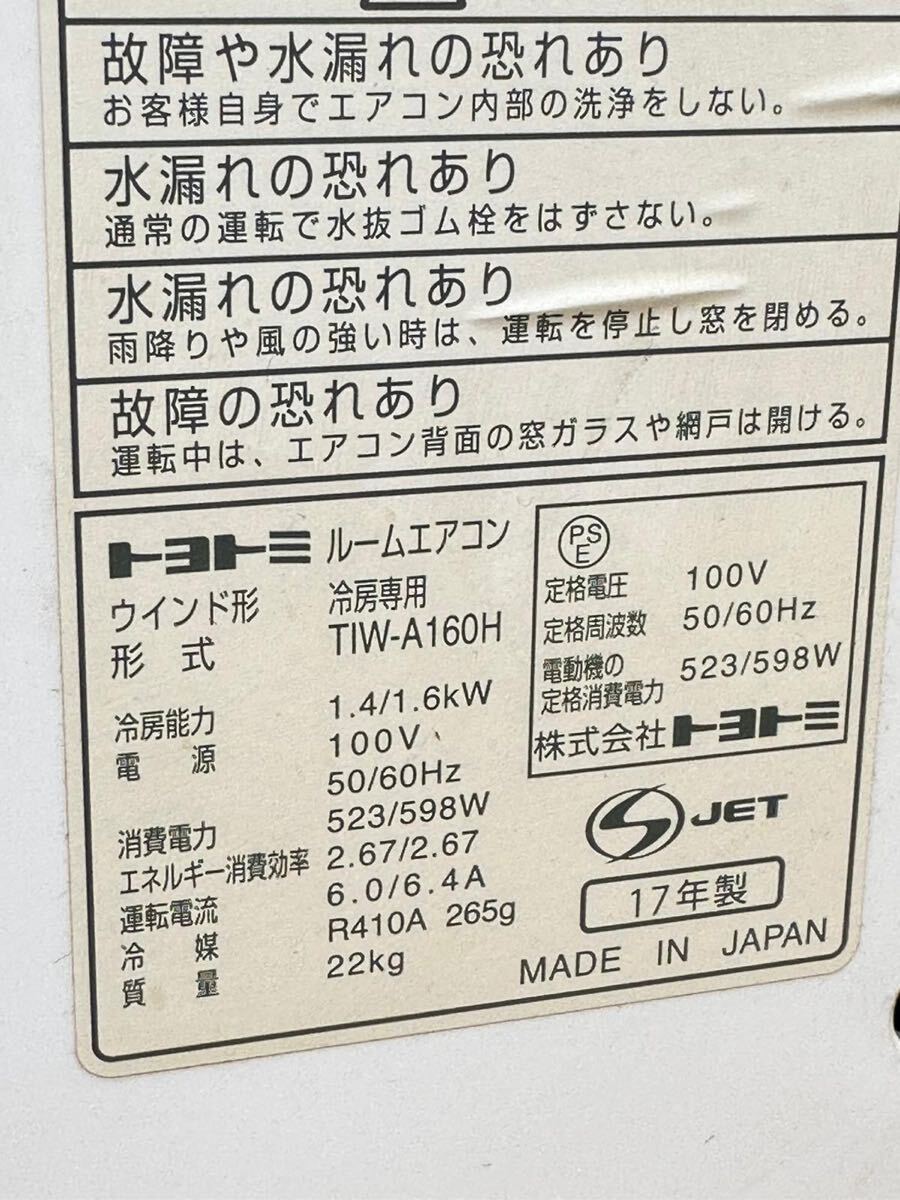 故障や水漏れの恐れあり
お客様自身でエアコン内部の洗浄をしない。
水漏れの恐れあり
通常の運転で水抜ゴム栓をはずさない。
水漏れの恐れあり
雨降りや風の強い時は、運転を停止し窓を閉める。
故障の恐れあり
運転中は、エアコン背面の窓ガラスや網戸は開ける。
トヨトミ ルームエアコン
ウインド形 冷房専用
形式 TIW-A160H
冷房能力 1.4/1.6kW
電源 100V
50/60Hz
消費電力 523/598W
エネルギー消費効率 2.67/2.67
運転電流 6.0/6.4A
冷媒 R410A 265g
質量 22kg
PSE
定格電圧 100V
定格周波数 50/60Hz
電動機の
定格消費電力 523/598W
株式会社トヨトミ
S JET
17年製
MADE IN JAPAN